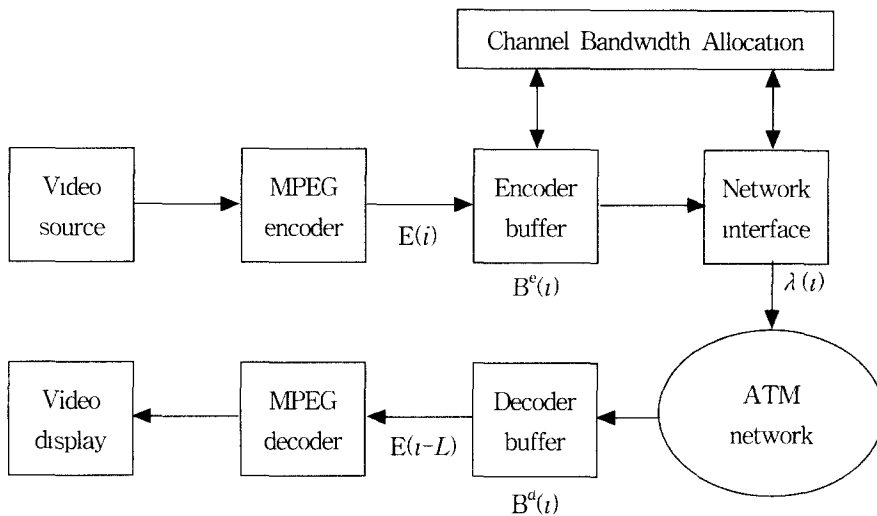 Channel Bandwidth Allocation
Video
source
MPEG
encoder
E(i)
Encoder
buffer
B^e(i)
Network
interface
λ(i)
Video
display
MPEG
decoder
E(i-L)
Decoder
buffer
B^d(i)
ATM
network